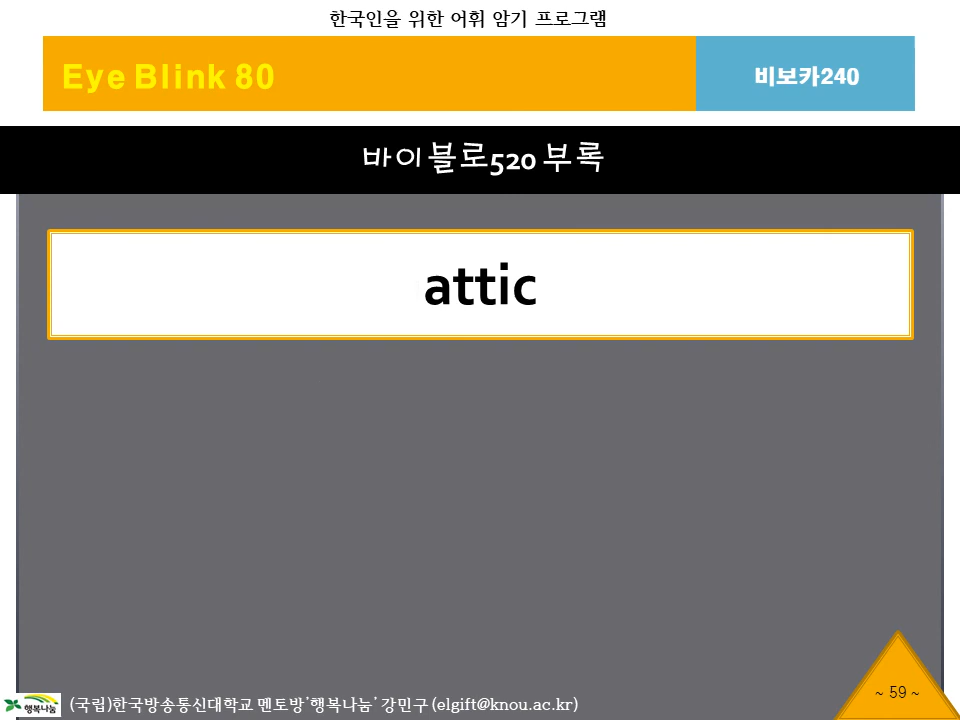 한국인을 위한 어휘 암기 프로그램
Eye Blink 80
비보카240
바이블로520 부록
attic
~ 59 ~
행복나눔
(국립)한국방송통신대학교 멘토방'행복나눔' 강민구 (elgift@knou.ac.kr)